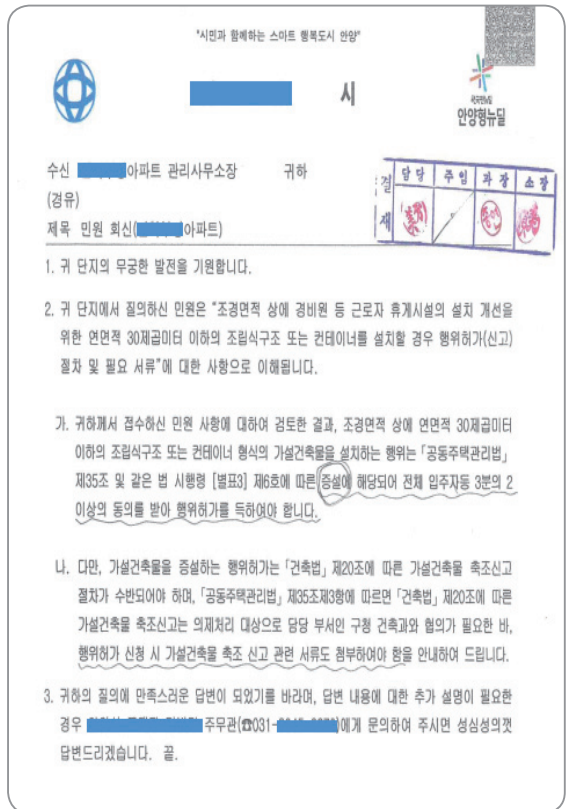 "시민과 함께하는 스마트 행복도시 안양"
시
안양형뉴딜
수신 아파트 관리사무소장 귀하
(경유)
제목 민원 회신( 아파트)
결재
담당 주임 과장 소장
1. 귀 단지의 무궁한 발전을 기원합니다.
2. 귀 단지에서 질의하신 민원은 "조경면적 상에 경비원 등 근로자 휴게시설의 설치 개선을
위한 연면적 30제곱미터 이하의 조립식구조 또는 컨테이너를 설치할 경우 행위허가(신고)
절차 및 필요 서류"에 대한 사항으로 이해됩니다.
가. 귀하께서 접수하신 민원 사항에 대하여 검토한 결과, 조경면적 상에 연면적 30제곱미터
이하의 조립식구조 또는 컨테이너 형식의 가설건축물을 설치하는 행위는 「공동주택관리법」
제35조 및 같은 법 시행령 [별표3] 제6호에 따른 증설에 해당되어 전체 입주자등 3분의 2
이상의 동의를 받아 행위허가를 득하여야 합니다.
나. 다만, 가설건축물을 증설하는 행위허가는 「건축법」 제20조에 따른 가설건축물 축조신고
절차가 수반되어야 하며, 「공동주택관리법」 제35조제3항에 따르면 「건축법」 제20조에 따른
가설건축물 축조신고는 의제처리 대상으로 담당 부서인 구청 건축과와 협의가 필요한 바,
행위허가 신청 시 가설건축물 축조 신고 관련 서류도 첨부하여야 함을 안내하여 드립니다.
3. 귀하의 질의에 만족스러운 답변이 되었기를 바라며, 답변 내용에 대한 추가 설명이 필요한
경우 주무관(☎031- )에게 문의하여 주시면 성심성의껏
답변드리겠습니다. 끝.